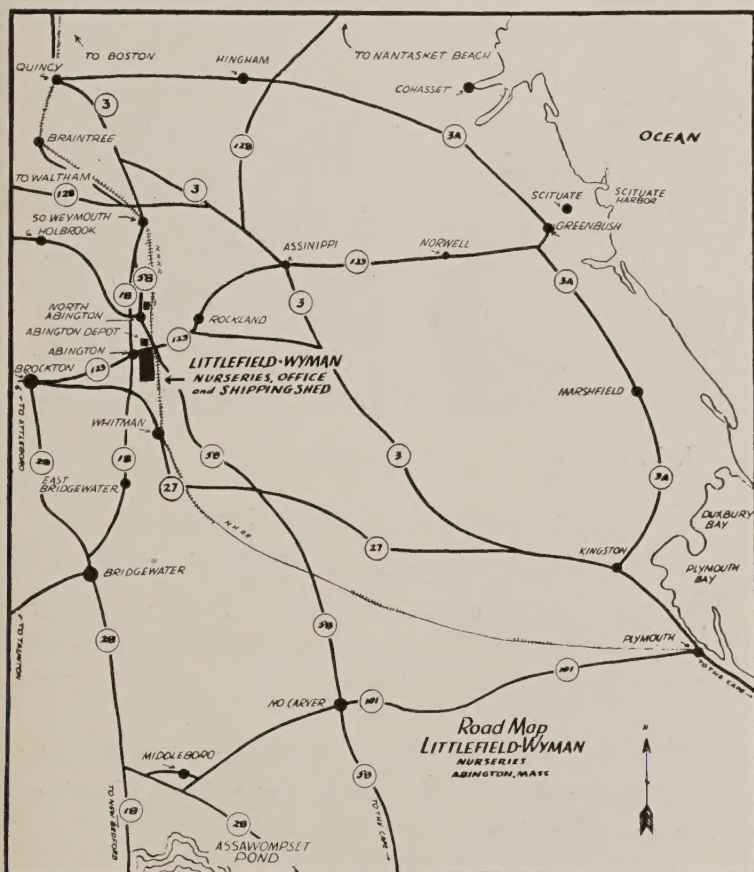 TO BOSTON
QUINCY
HINGHAM
TO NANTASKET BEACH
COHASSET
3
3A
OCEAN
BRAINTREE
128
TO WALTHAM
128
3
SCITUATE
SCITUATE
HARBOR
SO WEYMOUTH
GREENBUSH
HOLBROOK
ASSINIPPI
123
NORWELL
58
18
3
3A
NORTH
ABINGTON
ROCKLAND
ABINGTON DEPOT
123
ABINGTON
LITTLEFIELD-WYMAN
NURSERIES, OFFICE
and SHIPPING SHED
BROCKTON
123
TO ATTLEBORO
MARSHFIELD
WHITMAN
28
18
58
3
3A
EAST
BRIDGEWATER
27
DUXBURY
BAY
N H R R
27
KINGSTON
BRIDGEWATER
PLYMOUTH
BAY
TO TAUNTON
28
58
PLYMOUTH
TO THE CAPE
101
NO CARVER
101
Road Map
LITTLEFIELD-WYMAN
NURSERIES
ABINGTON, MASS
N
MIDDLEBORO
58
TO NEW BEDFORD
18
28
TO THE CAPE
ASSAWOMPSET
POND